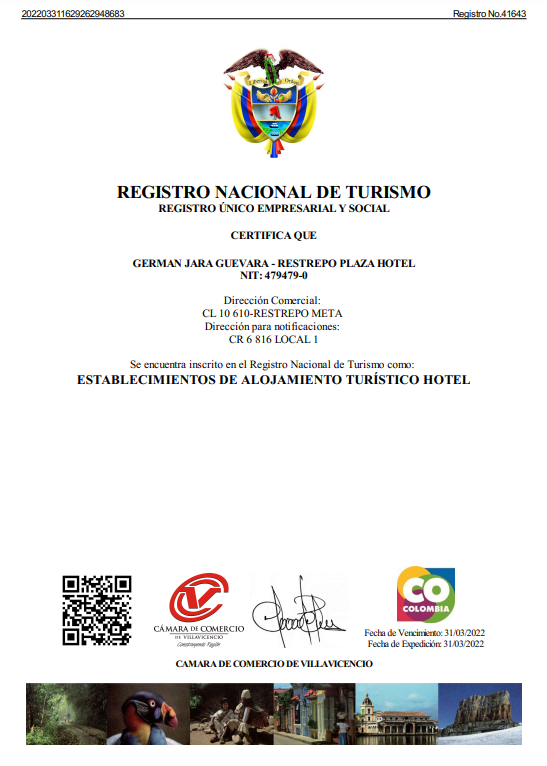 202203311629262948683
Registro No.41643
Libertad y Orden
REGISTRO NACIONAL DE TURISMO
REGISTRO ÚNICO EMPRESARIAL Y SOCIAL
CERTIFICA QUE
GERMAN JARA GUEVARA - RESTREPO PLAZA HOTEL
NIT: 479479-0
Dirección Comercial:
CL 10 610-RESTREPO META
Dirección para notificaciones:
CR 6 816 LOCAL 1
Se encuentra inscrito en el Registro Nacional de Turismo como:
ESTABLECIMIENTOS DE ALOJAMIENTO TURÍSTICO HOTEL
CÁMARA DE COMERCIO
DE VILLAVICENCIO
Construyendo Región
CO
COLOMBIA
Fecha de Vencimiento: 31/03/2022
Fecha de Expedición: 31/03/2022
CAMARA DE COMERCIO DE VILLAVICENCIO